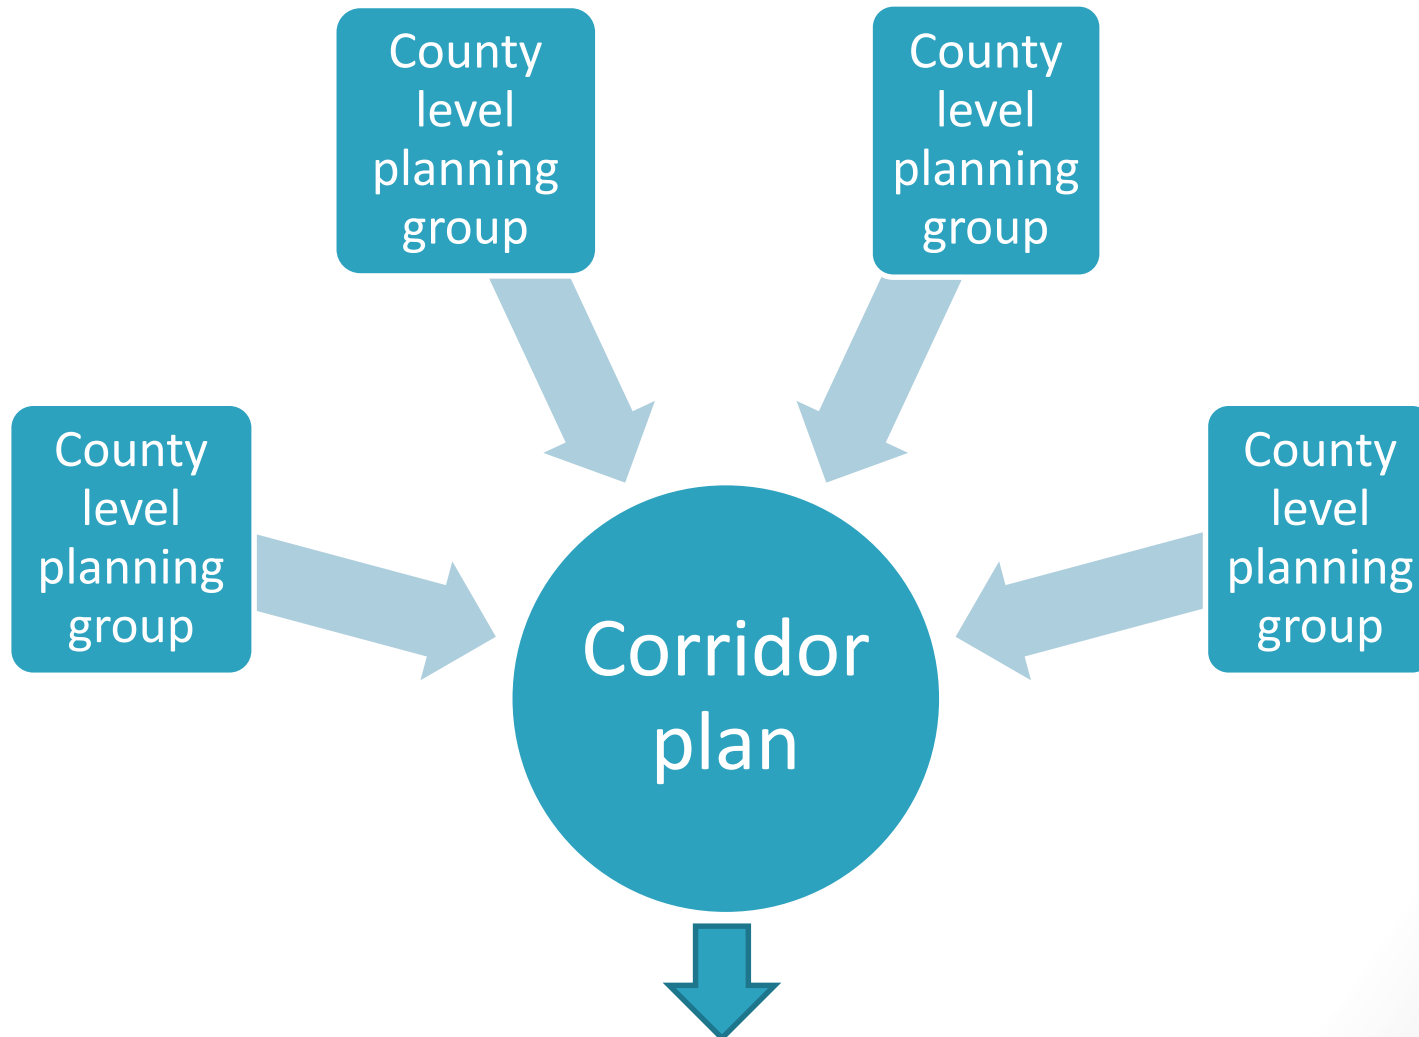 County
level
planning
group
County
level
planning
group
County
level
planning
group
County
level
planning
group
Corridor
plan